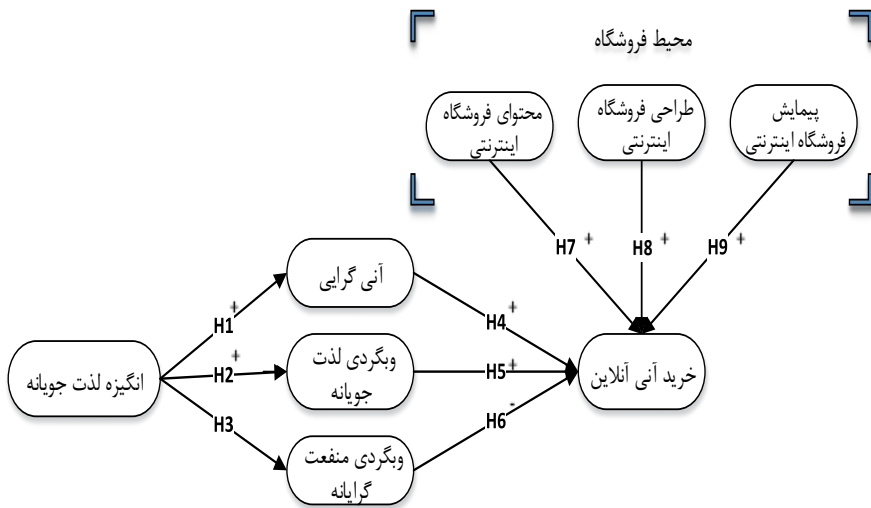 محیط فروشگاه
پیمایش
فروشگاه اینترنتی
طراحی فروشگاه
اینترنتی
محتوای فروشگاه
اینترنتی
H7 +
H8 +
H9 +
آنی گرایی
H1 +
H4 +
انگیزه لذت جویانه
H2 +
وبگردی لذت
جویانه
H5 +
خرید آنی آنلاین
H3
H6 -
وبگردی منفعت
گرایانه